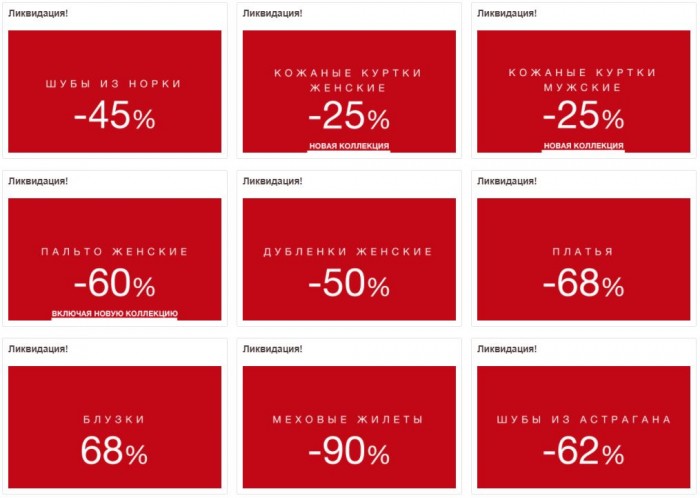 Ликвидация!
ШУБЫ ИЗ НОРКИ
-45%
Ликвидация!
КОЖАНЫЕ КУРТКИ
ЖЕНСКИЕ
-25%
НОВАЯ КОЛЛЕКЦИЯ
Ликвидация!
КОЖАНЫЕ КУРТКИ
МУЖСКИЕ
-25%
НОВАЯ КОЛЛЕКЦИЯ
Ликвидация!
ПАЛЬТО ЖЕНСКИЕ
-60%
ВКЛЮЧАЯ НОВУЮ КОЛЛЕКЦИЮ
Ликвидация!
ДУБЛЕНКИ ЖЕНСКИЕ
-50%
Ликвидация!
ПЛАТЬЯ
-68%
Ликвидация!
БЛУЗКИ
68%
Ликвидация!
МЕХОВЫЕ ЖИЛЕТЫ
-90%
Ликвидация!
ШУБЫ ИЗ АСТРАГАНА
-62%